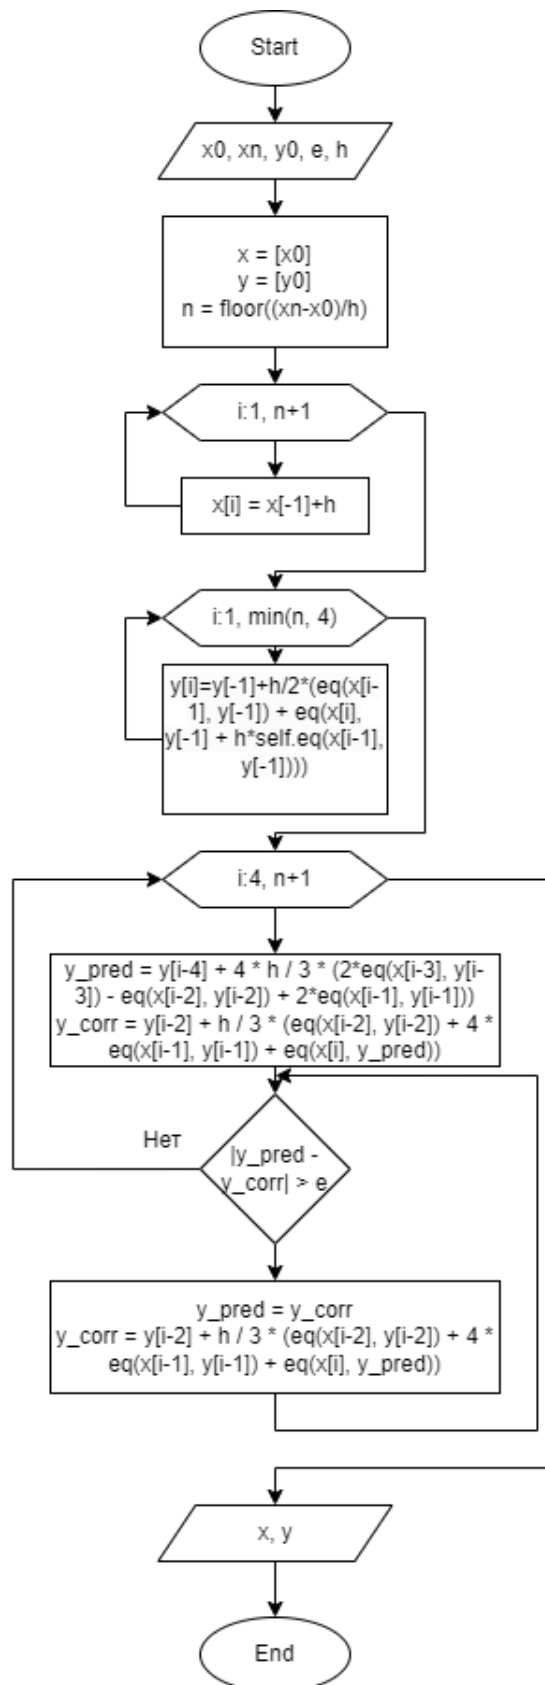 Start
x0, xn, y0, e, h
x = [x0]
y = [y0]
n = floor((xn-x0)/h)
i:1, n+1
x[i] = x[-1]+h
i:1, min(n, 4)
y[i]=y[-1]+h/2*(eq(x[i-
1], y[-1]) + eq(x[i],
y[-1] + h*self.eq(x[i-1],
y[-1])))
i:4, n+1
y_pred = y[i-4] + 4 * h / 3 * (2*eq(x[i-3], y[i-
3]) - eq(x[i-2], y[i-2]) + 2*eq(x[i-1], y[i-1]))
y_corr = y[i-2] + h / 3 * (eq(x[i-2], y[i-2]) + 4 *
eq(x[i-1], y[i-1]) + eq(x[i], y_pred))
Нет
|y_pred -
y_corr| > e
y_pred = y_corr
y_corr = y[i-2] + h / 3 * (eq(x[i-2], y[i-2]) + 4 *
eq(x[i-1], y[i-1]) + eq(x[i], y_pred))
x, y
End